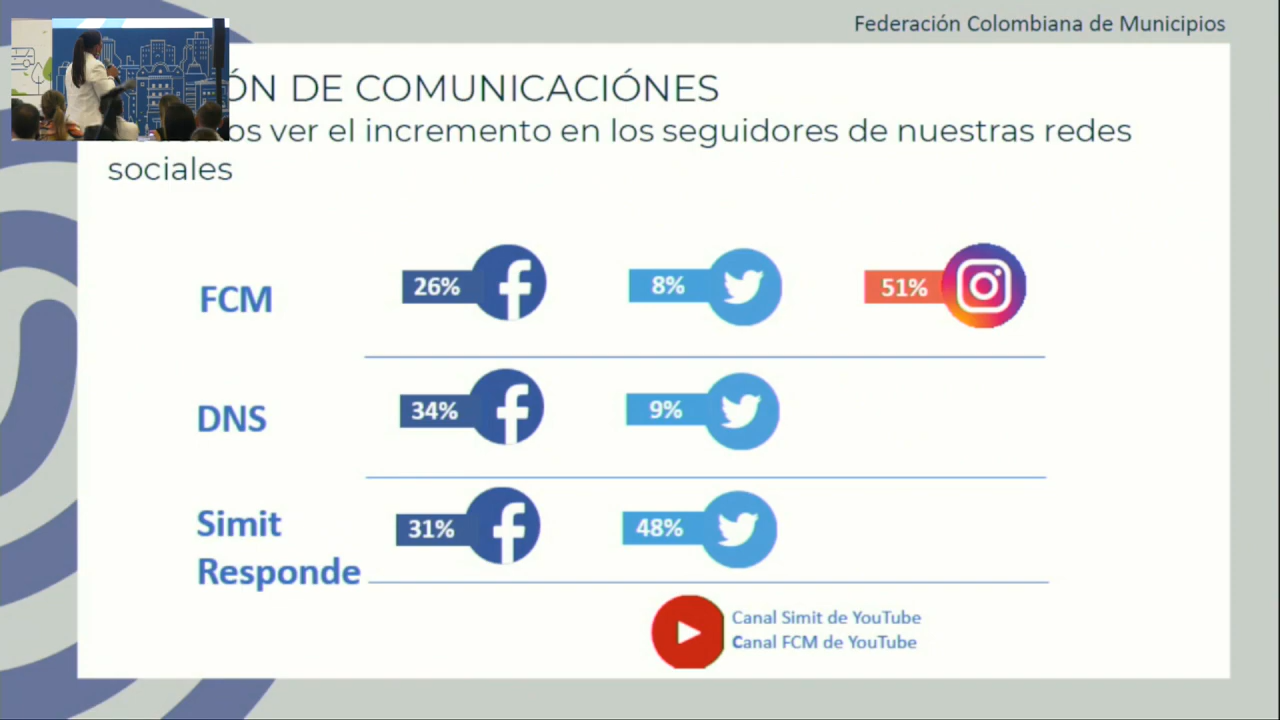 Federación Colombiana de Municipios
ÓN DE COMUNICACIÓNES
os ver el incremento en los seguidores de nuestras redes
sociales
FCM 26% 8% 51%
DNS 34% 9%
Simit
Responde 31% 48%
Canal Simit de YouTube
Canal FCM de YouTube